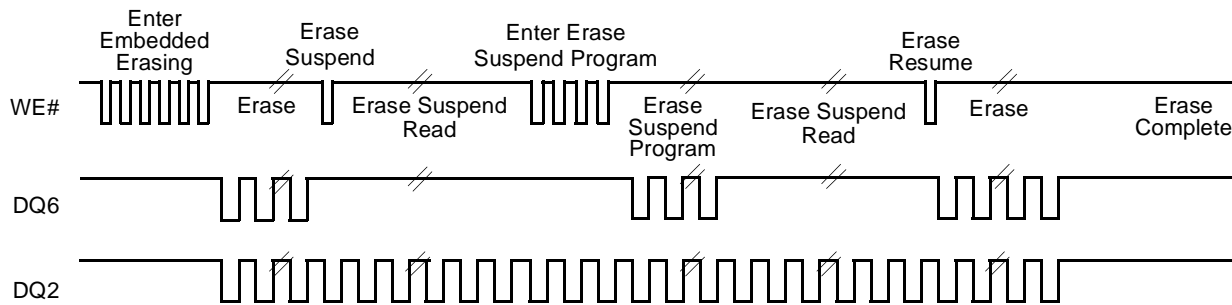 Enter
Embedded
Erasing
Erase
Suspend
Enter Erase
Suspend Program
Erase
Resume
WE#
Erase
Erase Suspend
Read
Erase
Suspend
Program
Erase Suspend
Read
Erase
Erase
Complete
DQ6
DQ2